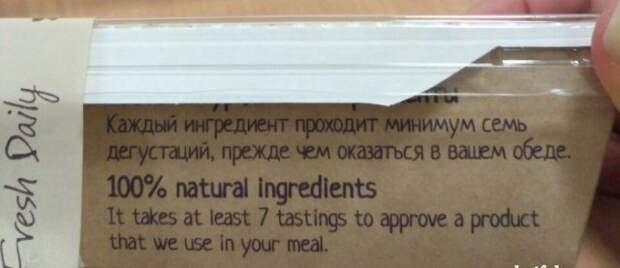 Fresh Daily
Каждый ингредиент проходит минимум семь
дегустаций, прежде чем оказаться в вашем обеде.
100% natural ingredients
It takes at least 7 tastings to approve a product
that we use in your meal.